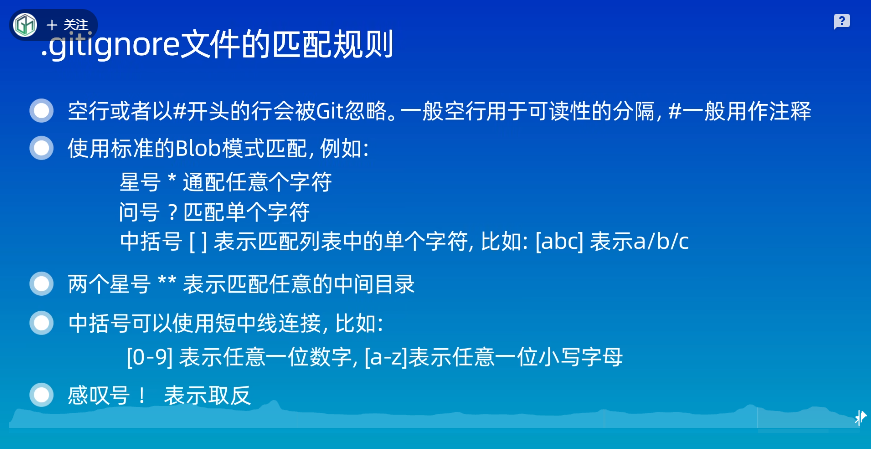 + 关注
.gitignore文件的匹配规则
空行或者以#开头的行会被Git忽略。一般空行用于可读性的分隔, #一般用作注释
使用标准的Blob模式匹配, 例如:
星号 * 通配任意个字符
问号 ? 匹配单个字符
中括号 [ ] 表示匹配列表中的单个字符, 比如: [abc] 表示a/b/c
两个星号 ** 表示匹配任意的中间目录
中括号可以使用短中线连接, 比如:
[0-9] 表示任意一位数字, [a-z]表示任意一位小写字母
感叹号 ！ 表示取反